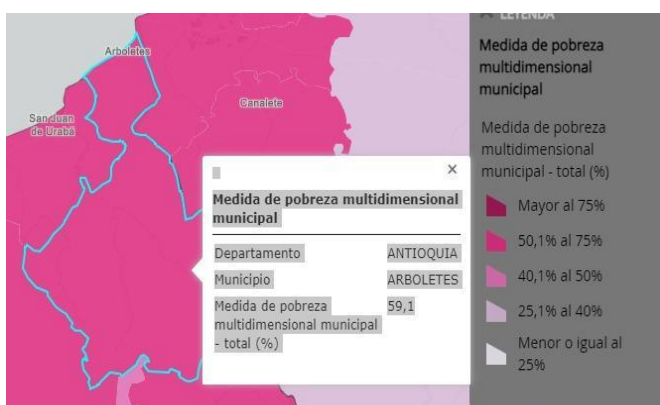 Arboletes
San Juan
de Urabá
Canalete
×
Medida de pobreza multidimensional
municipal
Departamento ANTIOQUIA
Municipio ARBOLETES
Medida de pobreza 59,1
multidimensional municipal
- total (%)
LEYENDA
Medida de pobreza
multidimensional
municipal
Medida de pobreza
multidimensional
municipal - total (%)
Mayor al 75%
50,1% al 75%
40,1% al 50%
25,1% al 40%
Menor o igual al
25%